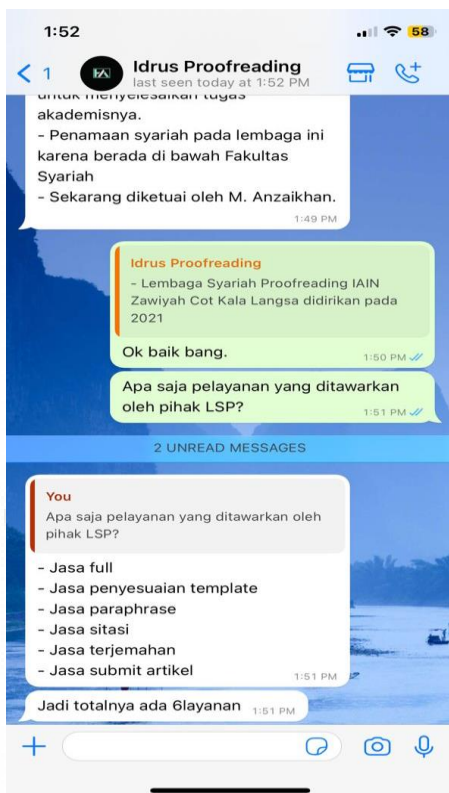 1:52
58
1
Idrus Proofreading
last seen today at 1:52 PM
untuk menyelesaikan tugas
akademisnya.
- Penamaan syariah pada lembaga ini
karena berada di bawah Fakultas
Syariah
- Sekarang diketuai oleh M. Anzaikhan.
1:49 PM
Idrus Proofreading
- Lembaga Syariah Proofreading IAIN
Zawiyah Cot Kala Langsa didirikan pada
2021
Ok baik bang.
1:50 PM
Apa saja pelayanan yang ditawarkan
oleh pihak LSP?
1:51 PM
2 UNREAD MESSAGES
You
Apa saja pelayanan yang ditawarkan oleh
pihak LSP?
- Jasa full
- Jasa penyesuaian template
- Jasa paraphrase
- Jasa sitasi
- Jasa terjemahan
- Jasa submit artikel
1:51 PM
Jadi totalnya ada 6layanan
1:51 PM